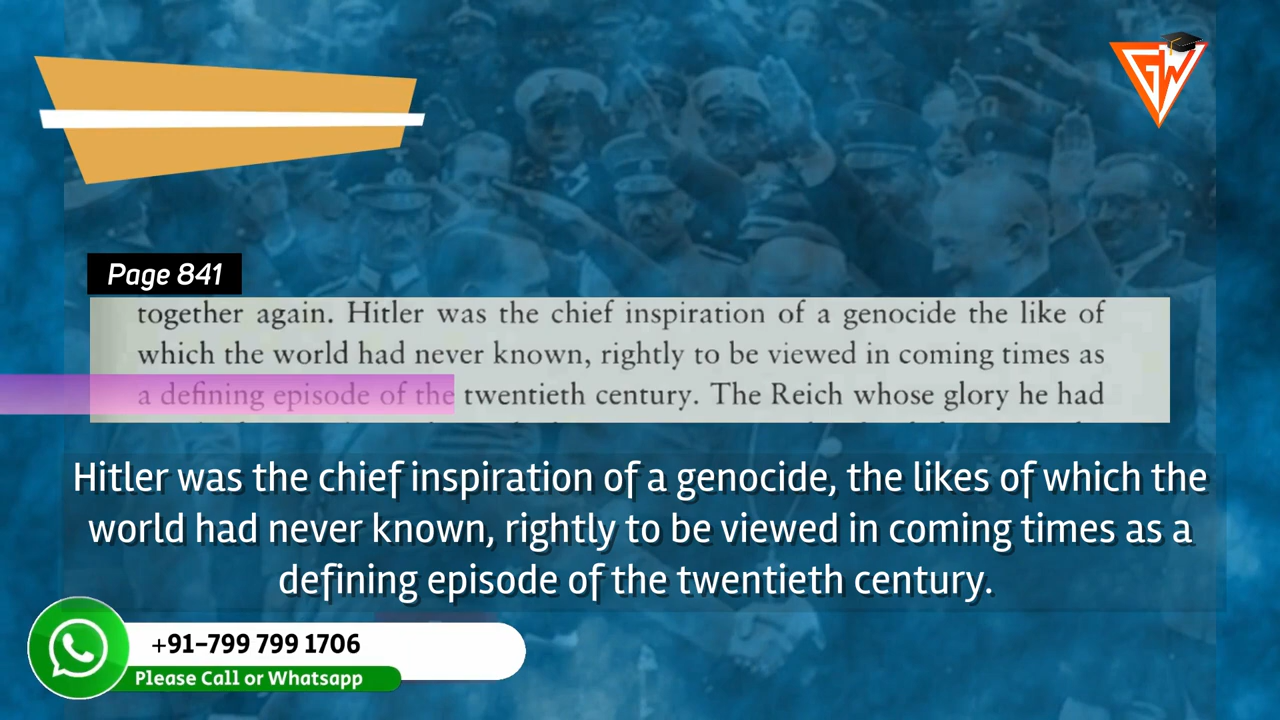 GW
Page 841
together again. Hitler was the chief inspiration of a genocide the like of
which the world had never known, rightly to be viewed in coming times as
a defining episode of the twentieth century. The Reich whose glory he had
Hitler was the chief inspiration of a genocide, the likes of which the
world had never known, rightly to be viewed in coming times as a
defining episode of the twentieth century.
+91-799 799 1706
Please Call or Whatsapp